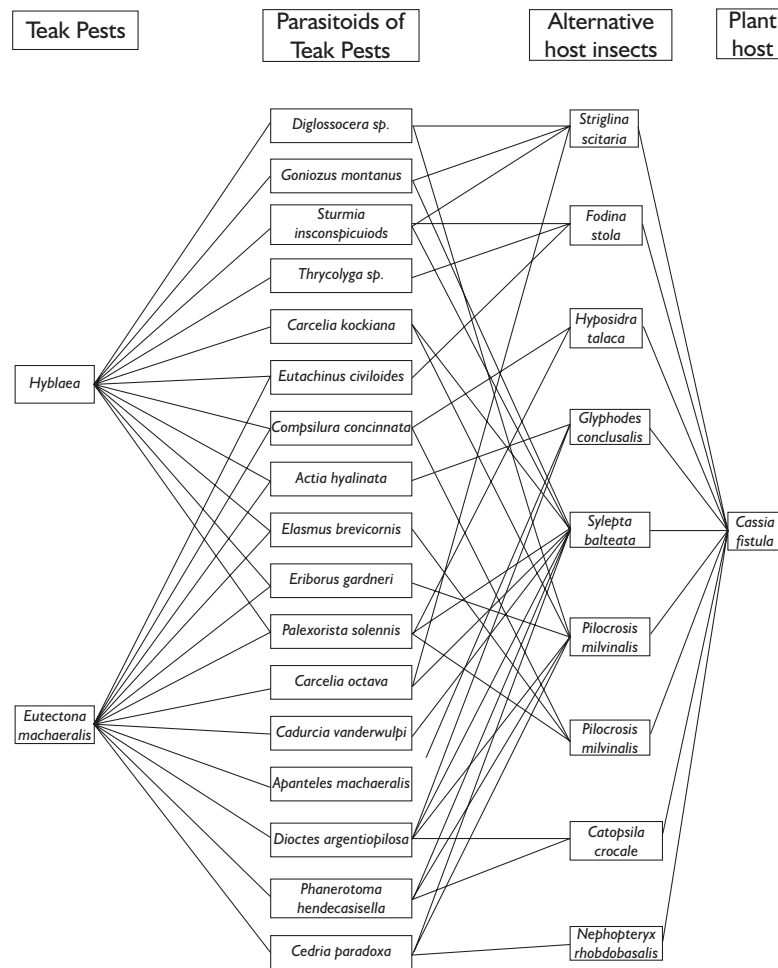 Teak Pests
Parasitoids of
Teak Pests
Alternative
host insects
Plant
host
Diglossocera sp.
Goniozus montanus
Sturmia
insconspicuiods
Thrycolyga sp.
Carcelia kockiana
Eutachinus civiloides
Compsilura concinnata
Actia hyalinata
Elasmus brevicornis
Eriborus gardneri
Palexorista solennis
Carcelia octava
Cadurcia vanderwulpi
Apanteles machaeralis
Dioctes argentiopilosa
Phanerotoma
hendecasisella
Cedria paradoxa
Hyblaea
Eutectona
machaeralis
Striglina
scitaria
Fodina
stola
Hyposidra
talaca
Glyphodes
conclusalis
Sylepta
balteata
Pilocrosis
milvinalis
Pilocrosis
milvinalis
Catopsila
crocale
Nephopteryx
rhobdobasalis
Cassia
fistula